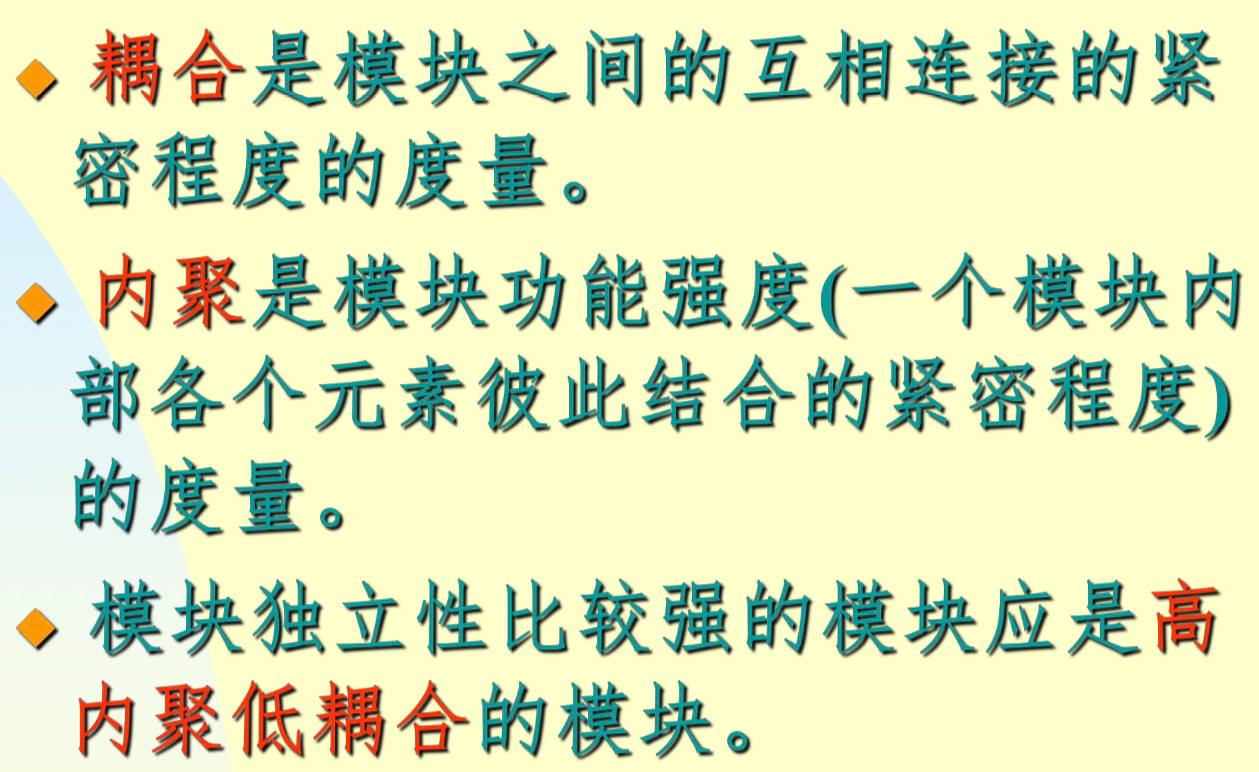 耦合是模块之间的互相连接的紧
密程度的度量。
内聚是模块功能强度(一个模块内
部各个元素彼此结合的紧密程度)
的度量。
模块独立性比较强的模块应是高
内聚低耦合的模块。